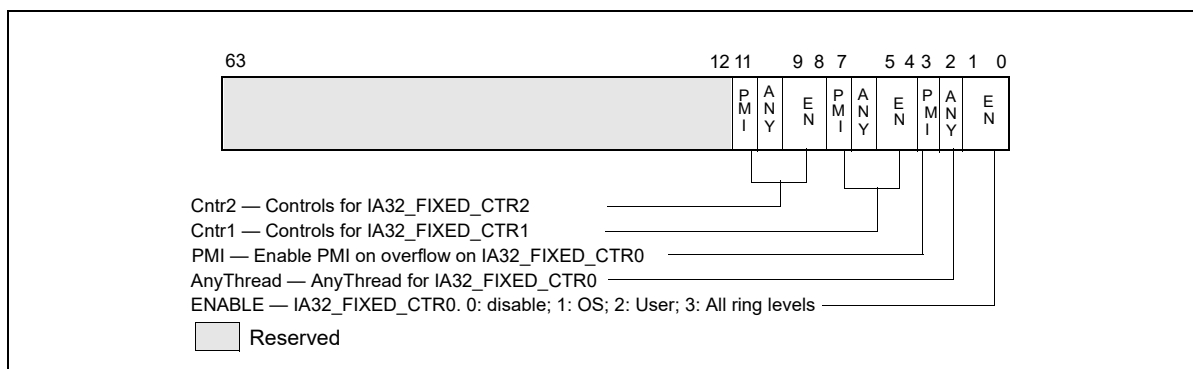 63 12 11 9 8 7 5 4 3 2 1 0
PMI ANY EN PMI ANY EN PMI ANY EN
Cntr2 — Controls for IA32_FIXED_CTR2
Cntr1 — Controls for IA32_FIXED_CTR1
PMI — Enable PMI on overflow on IA32_FIXED_CTR0
AnyThread — AnyThread for IA32_FIXED_CTR0
ENABLE — IA32_FIXED_CTR0. 0: disable; 1: OS; 2: User; 3: All ring levels
Reserved